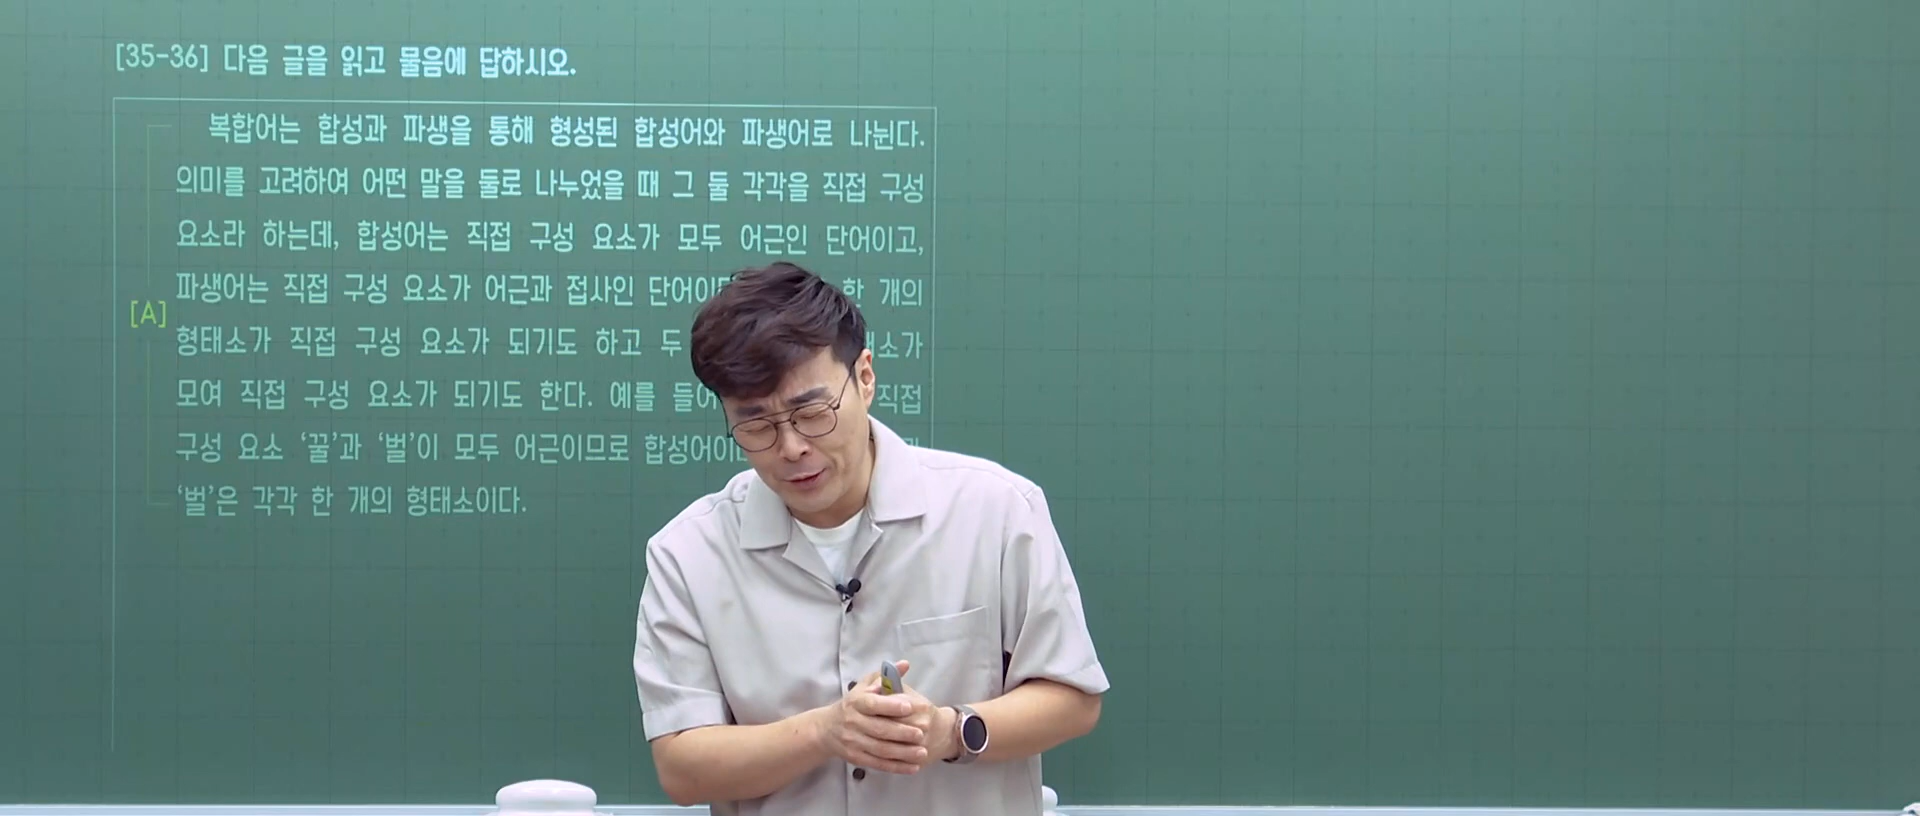 [35-36] 다음 글을 읽고 물음에 답하시오.
복합어는 합성과 파생을 통해 형성된 합성어와 파생어로 나뉜다.
의미를 고려하여 어떤 말을 둘로 나누었을 때 그 둘 각각을 직접 구성
요소라 하는데, 합성어는 직접 구성 요소가 모두 어근인 단어이고,
파생어는 직접 구성 요소가 어근과 접사인 단어이 한 개의
[A]
형태소가 직접 구성 요소가 되기도 하고 두
모여 직접 구성 요소가 되기도 한다. 예를 들어 직접
구성 요소 ‘꿀’과 ‘벌’이 모두 어근이므로 합성어이
‘벌’은 각각 한 개의 형태소이다.